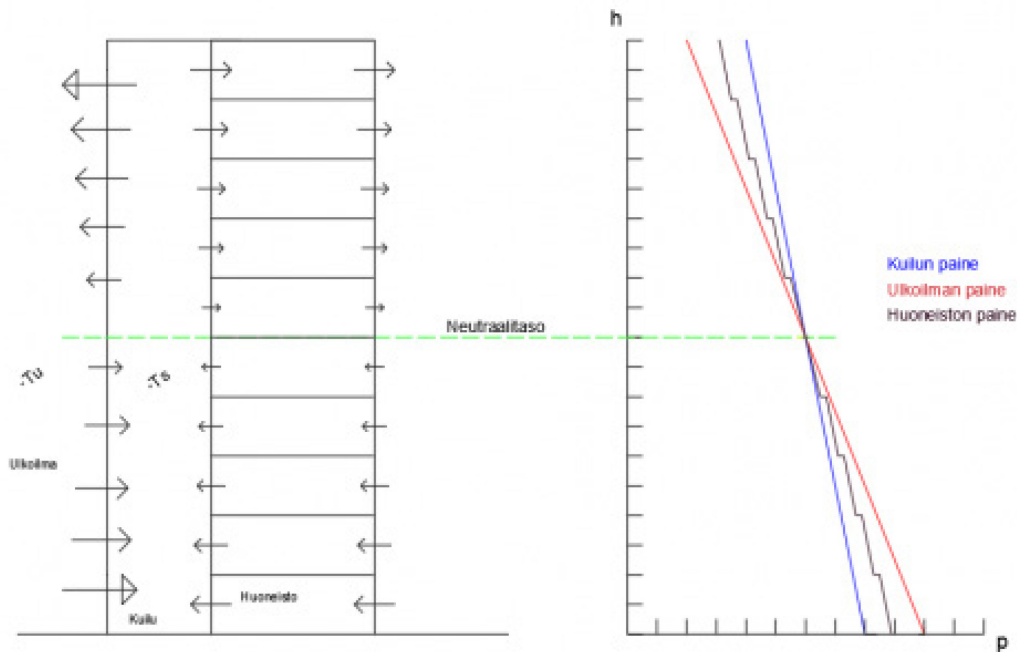 h
Kuilun paine
Ulkoilman paine
Huoneiston paine
Neutraalitaso
-Tu
-Ts
Ulkoilma
Huoneisto
Kuilu
p